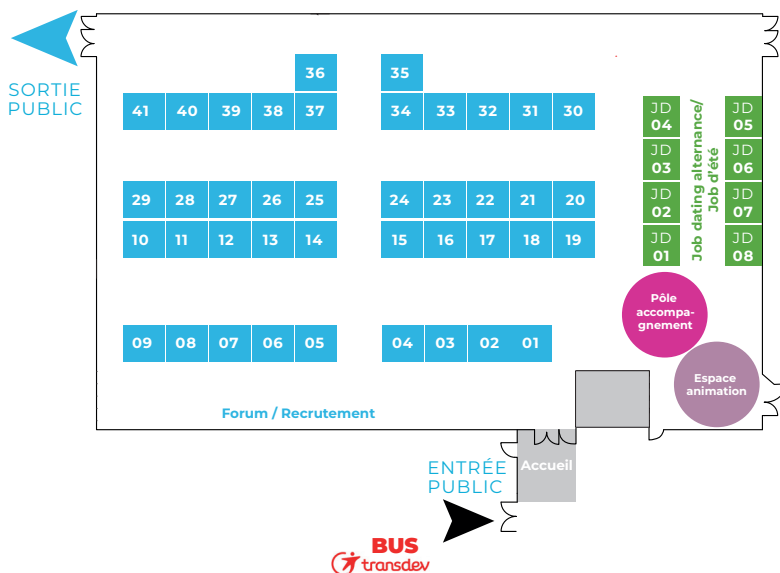 SORTIE
PUBLIC
36
35
41 40 39 38 37
34 33 32 31 30
JD
04
JD
05
JD
03
JD
06
JD
02
JD
07
JD
01
JD
08
Job dating alternance/
Job d'été
29 28 27 26 25
24 23 22 21 20
10 11 12 13 14
15 16 17 18 19
Pôle
accompa-
gnement
09 08 07 06 05
04 03 02 01
Espace
animation
Forum / Recrutement
ENTRÉE
PUBLIC
Accueil
BUS
transdev